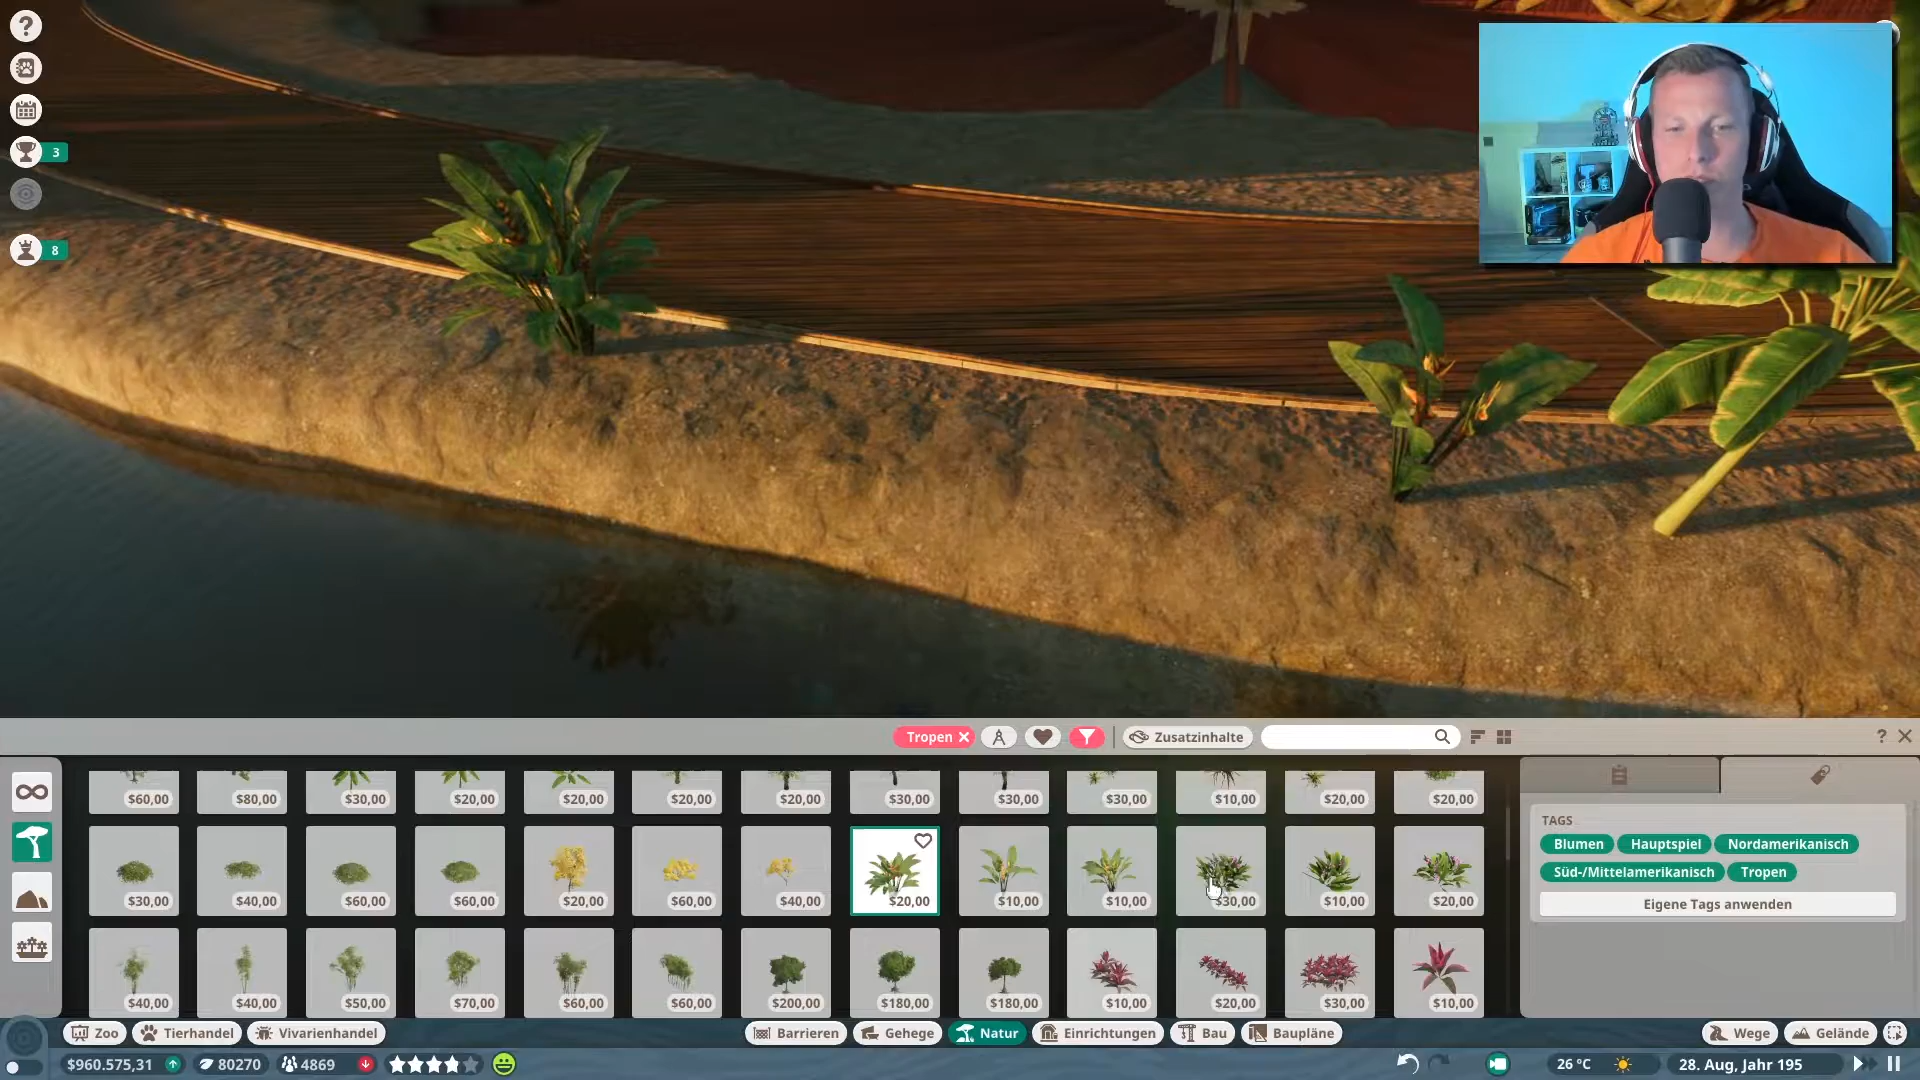 ?
3
8
Tropen ✕
Zusatzinhalte
?
$60,00 $80,00 $30,00 $20,00 $20,00 $20,00 $20,00 $30,00 $30,00 $30,00 $10,00 $20,00 $20,00
$30,00 $40,00 $60,00 $60,00 $20,00 $60,00 $40,00 $20,00 $10,00 $10,00 $30,00 $10,00 $20,00
$40,00 $40,00 $50,00 $70,00 $60,00 $60,00 $200,00 $180,00 $180,00 $10,00 $20,00 $30,00 $10,00
TAGS
Blumen Hauptspiel Nordamerikanisch
Süd-/Mittelamerikanisch Tropen
Eigene Tags anwenden
Zoo Tierhandel Vivarienhandel Barrieren Gehege Natur Einrichtungen Bau Baupläne Wege Gelände
$960.575,31 80270 4869 26 °C 28. Aug, Jahr 195